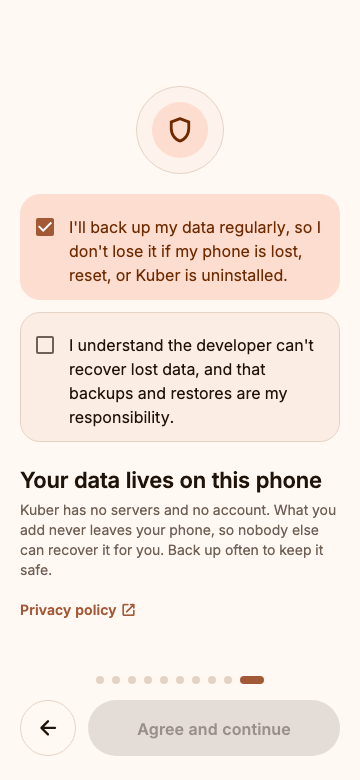 I'll back up my data regularly, so I
don't lose it if my phone is lost,
reset, or Kuber is uninstalled.
I understand the developer can't
recover lost data, and that
backups and restores are my
responsibility.
Your data lives on this phone
Kuber has no servers and no account. What you
add never leaves your phone, so nobody else
can recover it for you. Back up often to keep it
safe.
Privacy policy
Agree and continue